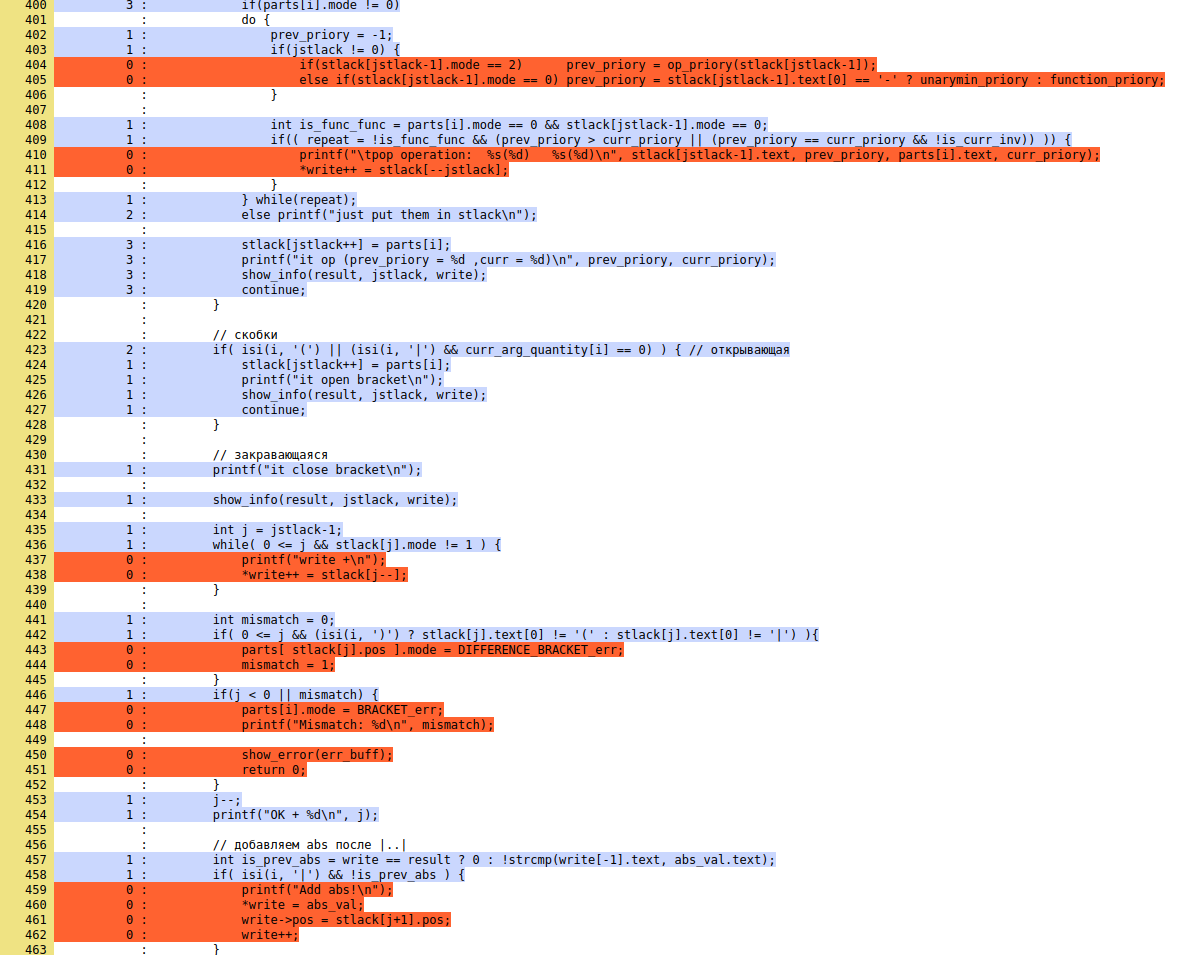 400 3 : if(parts[i].mode != 0)
401 : do {
402 1 : prev_priory = -1;
403 1 : if(jstlack != 0) {
404 0 : if(stlack[jstlack-1].mode == 2) prev_priory = op_priory(stlack[jstlack-1]);
405 0 : else if(stlack[jstlack-1].mode == 0) prev_priory = stlack[jstlack-1].text[0] == '-' ? unarymin_priory : function_priory;
406 : }
407 :
408 1 : int is_func_func = parts[i].mode == 0 && stlack[jstlack-1].mode == 0;
409 1 : if(( repeat = !is_func_func && (prev_priory > curr_priory || (prev_priory == curr_priory && !is_curr_inv)) )) {
410 0 : printf("\tpop operation:  %s(%d)   %s(%d)\n", stlack[jstlack-1].text, prev_priory, parts[i].text, curr_priory);
411 0 : *write++ = stlack[--jstlack];
412 : }
413 1 : } while(repeat);
414 2 : else printf("just put them in stlack\n");
415 :
416 3 : stlack[jstlack++] = parts[i];
417 3 : printf("it op (prev_priory = %d ,curr = %d)\n", prev_priory, curr_priory);
418 3 : show_info(result, jstlack, write);
419 3 : continue;
420 : }
421 :
422 : // скобки
423 2 : if( isi(i, '(') || (isi(i, '|') && curr_arg_quantity[i] == 0) ) { // открывающая
424 1 : stlack[jstlack++] = parts[i];
425 1 : printf("it open bracket\n");
426 1 : show_info(result, jstlack, write);
427 1 : continue;
428 : }
429 :
430 : // закравающаяся
431 1 : printf("it close bracket\n");
432 :
433 1 : show_info(result, jstlack, write);
434 :
435 1 : int j = jstlack-1;
436 1 : while( 0 <= j && stlack[j].mode != 1 ) {
437 0 : printf("write +\n");
438 0 : *write++ = stlack[j--];
439 : }
440 :
441 1 : int mismatch = 0;
442 1 : if( 0 <= j && (isi(i, ')') ? stlack[j].text[0] != '(' : stlack[j].text[0] != '|') ){
443 0 : parts[ stlack[j].pos ].mode = DIFFERENCE_BRACKET_err;
444 0 : mismatch = 1;
445 : }
446 1 : if(j < 0 || mismatch) {
447 0 : parts[i].mode = BRACKET_err;
448 0 : printf("Mismatch: %d\n", mismatch);
449 :
450 0 : show_error(err_buff);
451 0 : return 0;
452 : }
453 1 : j--;
454 1 : printf("OK + %d\n", j);
455 :
456 : // добавляем abs после |..|
457 1 : int is_prev_abs = write == result ? 0 : !strcmp(write[-1].text, abs_val.text);
458 1 : if( isi(i, '|') && !is_prev_abs ) {
459 0 : printf("Add abs!\n");
460 0 : *write = abs_val;
461 0 : write->pos = stlack[j+1].pos;
462 0 : write++;
463 : }